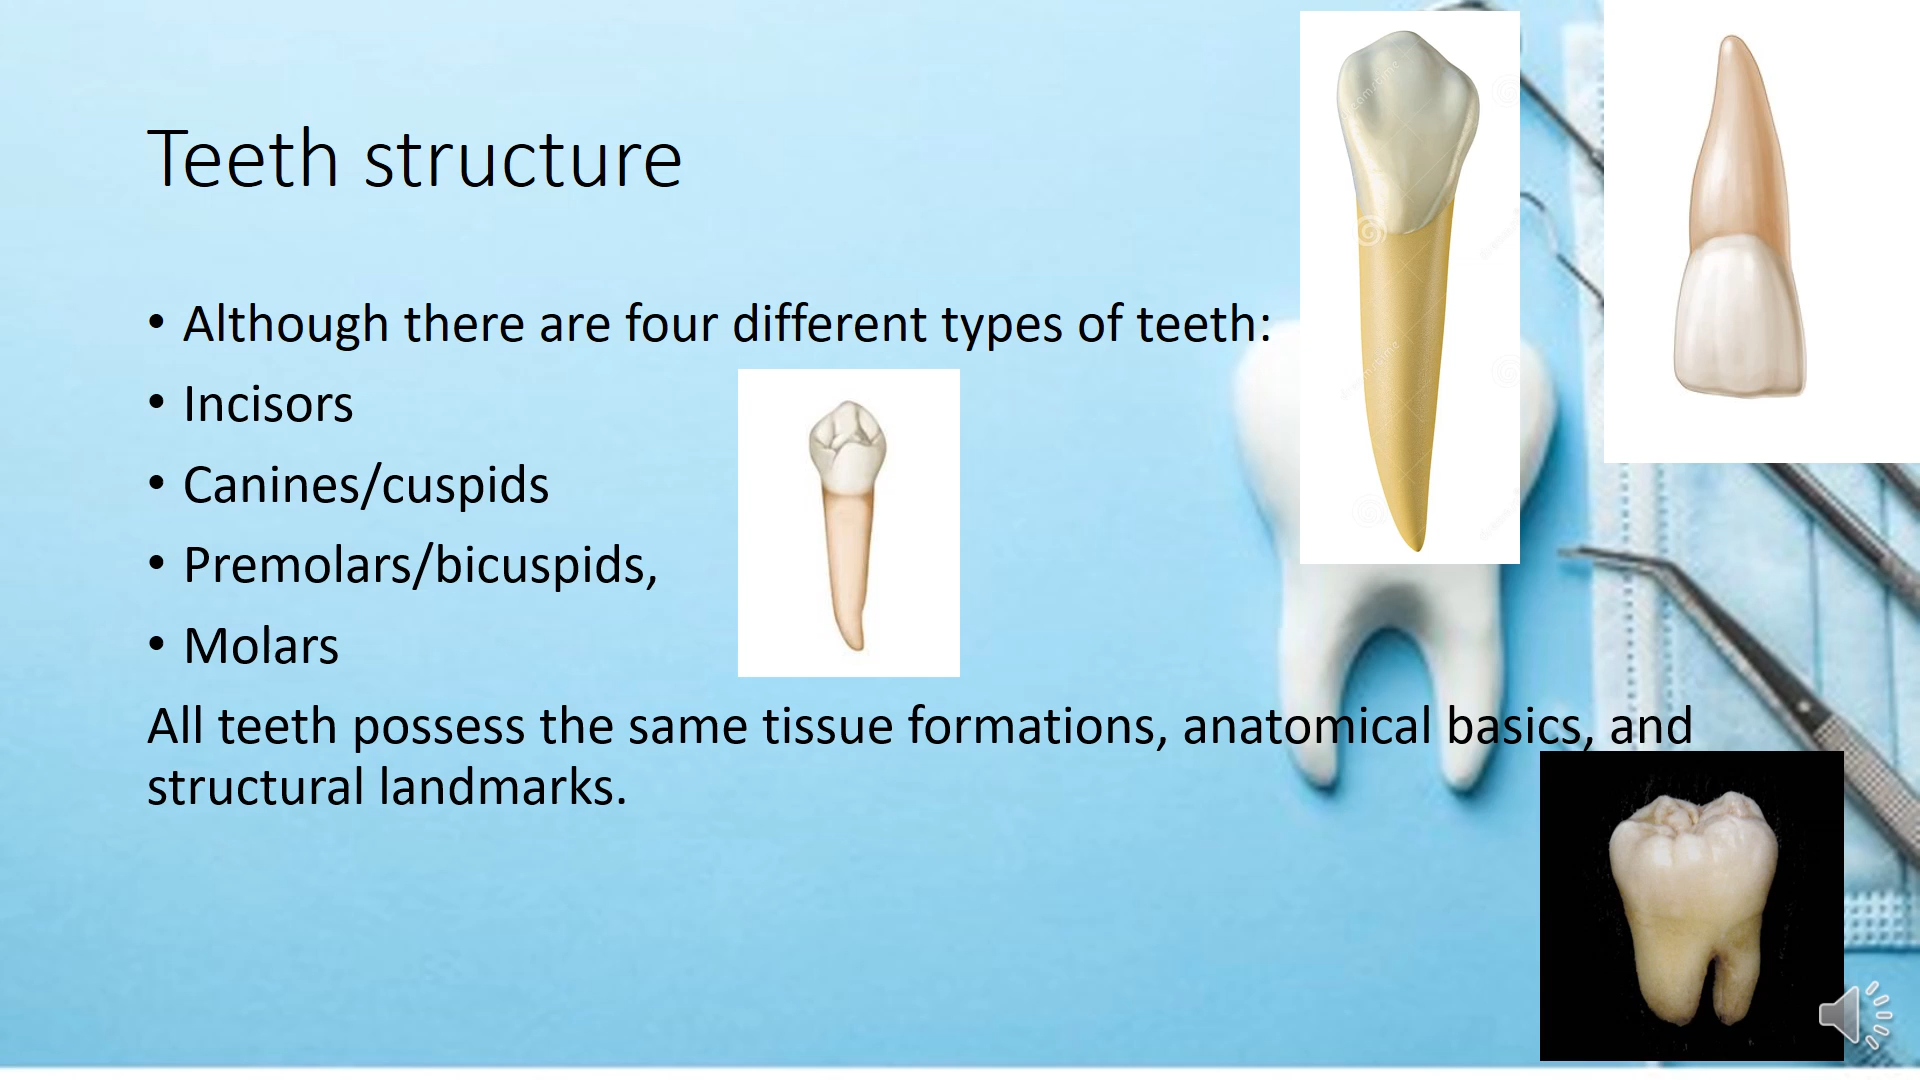 Teeth structure
• Although there are four different types of teeth:
• Incisors
• Canines/cuspids
• Premolars/bicuspids,
• Molars
All teeth possess the same tissue formations, anatomical basics, and
structural landmarks.